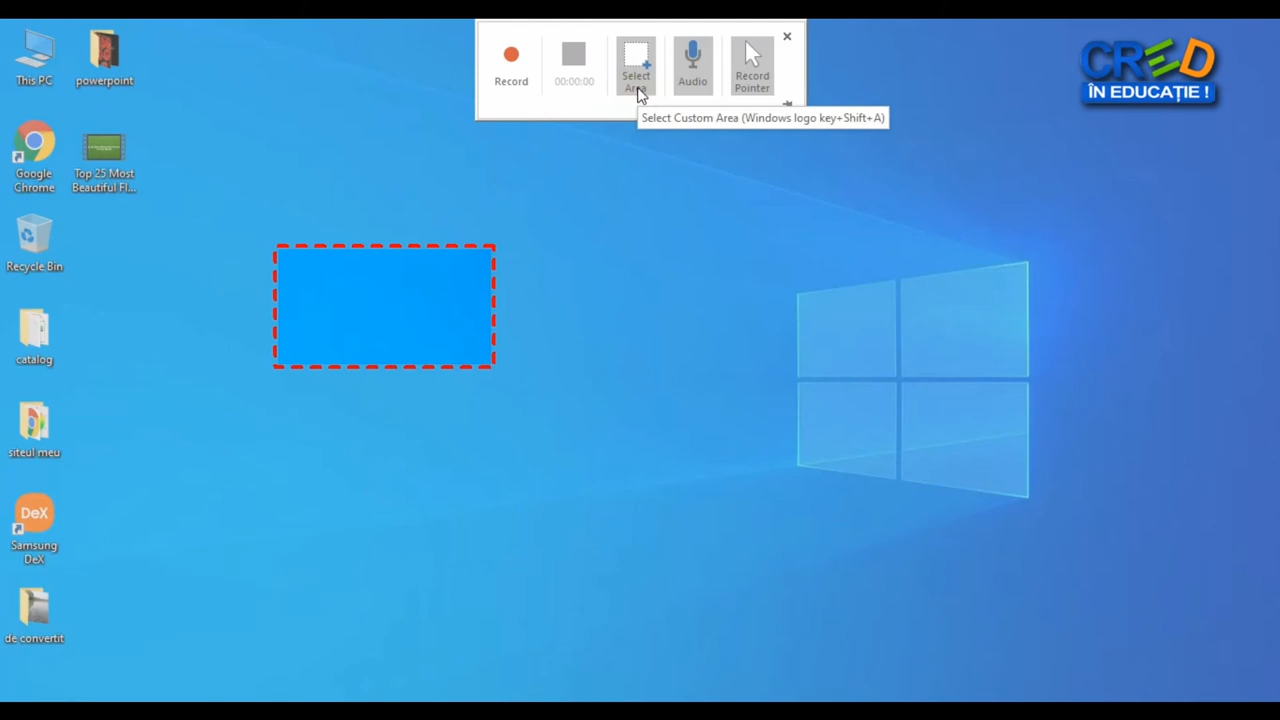 Record
00:00:00
Select
Area
Audio
Record
Pointer
Select Custom Area (Windows logo key+Shift+A)
CRED
ÎN EDUCAȚIE !
This PC
powerpoint
Google
Chrome
Top 25 Most
Beautiful Fl...
Recycle Bin
catalog
siteul meu
DeX
Samsung
DeX
de convertit